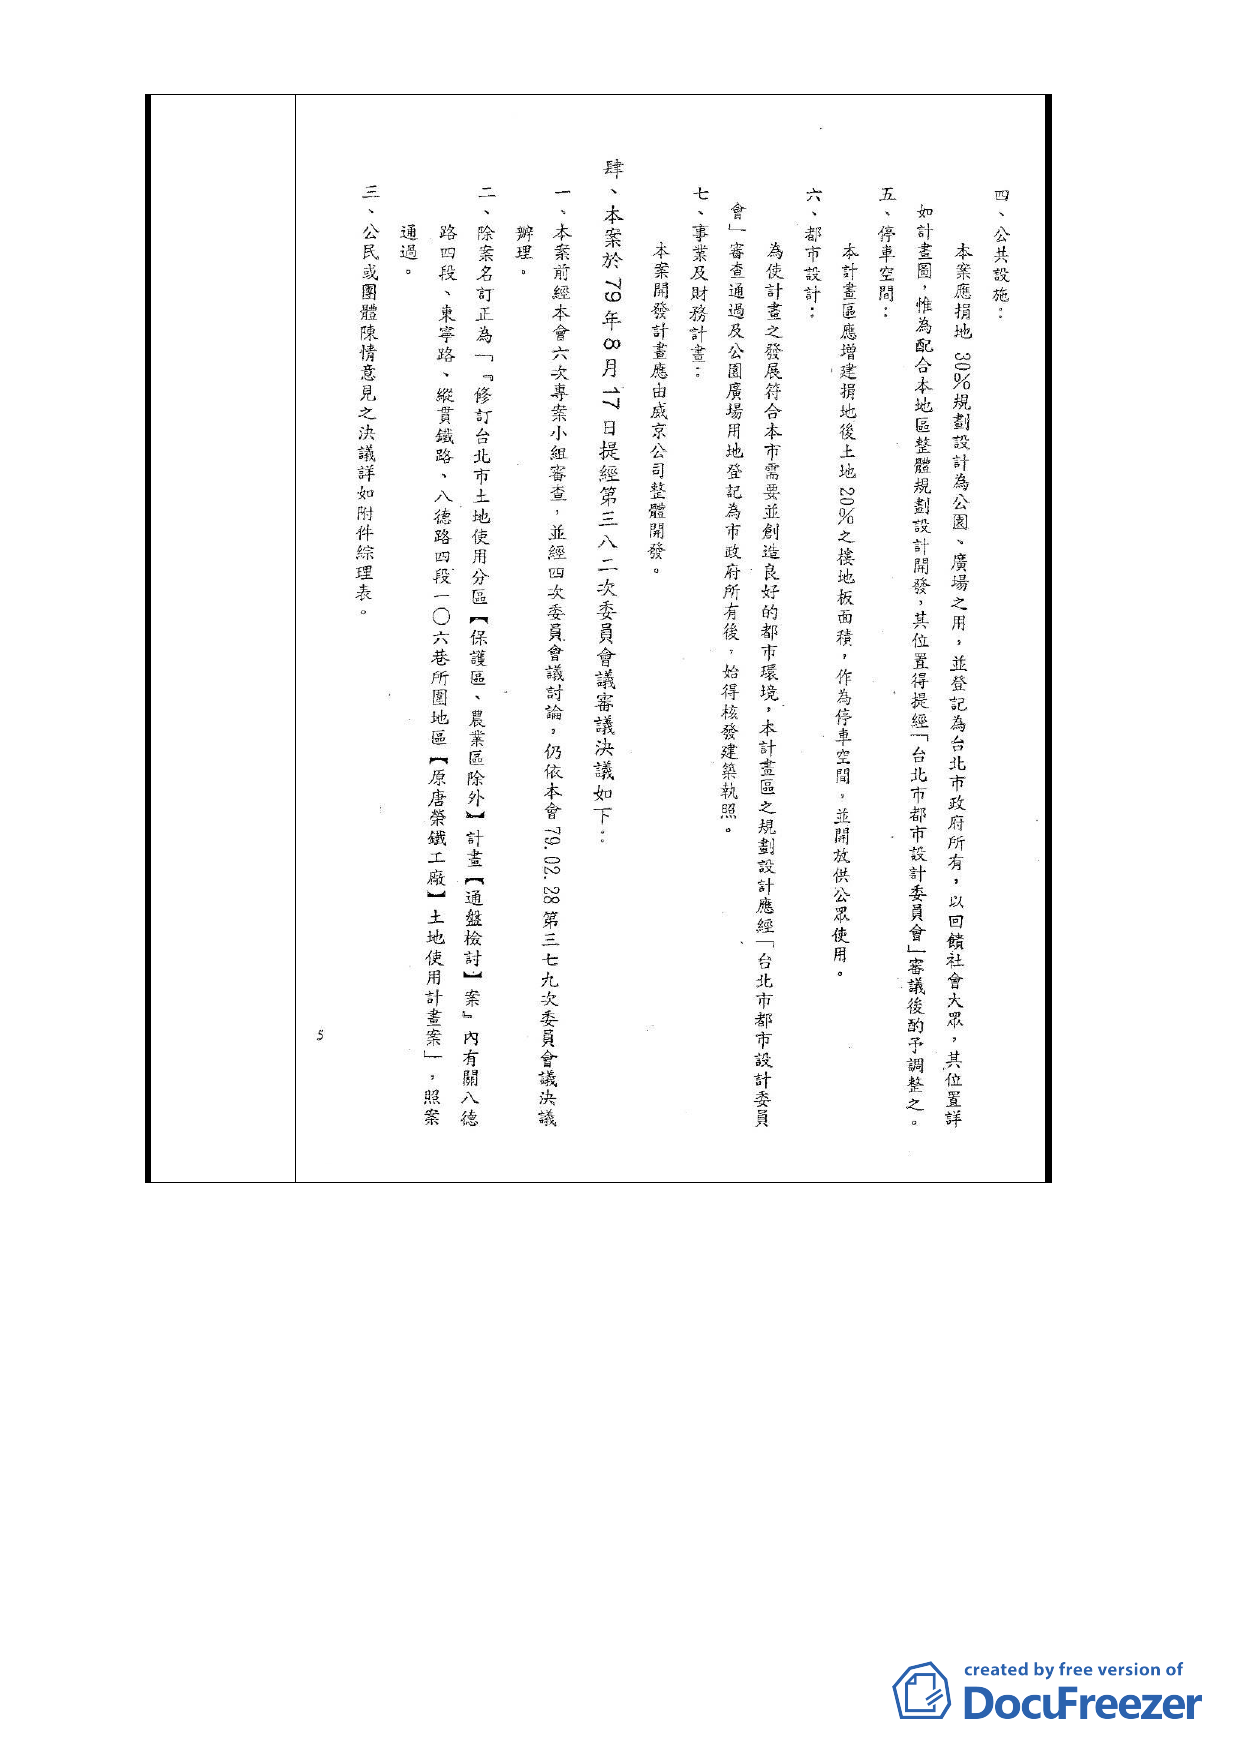 四、公共設施：
本案應捐地30%規劃設計為公園、廣場之用，並登記為台北市政府所有，以回饋社會大眾，其位置詳
如計畫圖，惟為配合本地區整體規劃設計開發，其位置得提經「台北市都市設計委員會」審議後酌予調整之。
五、停車空間：
本計畫區應增建捐地後土地20%之樓地板面積，作為停車空間，並開放供公眾使用。
六、都市設計：
為使計畫之發展符合本市需要並創造良好的都市環境，本計畫區之規劃設計應經「台北市都市設計委員
會」審查通過及公園廣場用地登記為市政府所有後，始得核發建築執照。
七、事業及財務計畫：
本案開發計畫應由威京公司整體開發。
肆、本案於79年8月17日提經第三八二次委員會議審議決議如下：
一、本案前經本會六次專案小組審查，並經四次委員會議討論，仍依本會79.02.28第三七九次委員會議決議
辦理。
二、除案名訂正為「『修訂台北市土地使用分區【保護區、農業區除外】計畫【通盤檢討】案』內有關八德
路四段、東寧路、縱貫鐵路、八德路四段一〇六巷所圍地區【原唐榮鐵工廠】土地使用計畫案」，照案
通過。
三、公民或團體陳情意見之決議詳如附件綜理表。
5
created by free version of
DocuFreezer